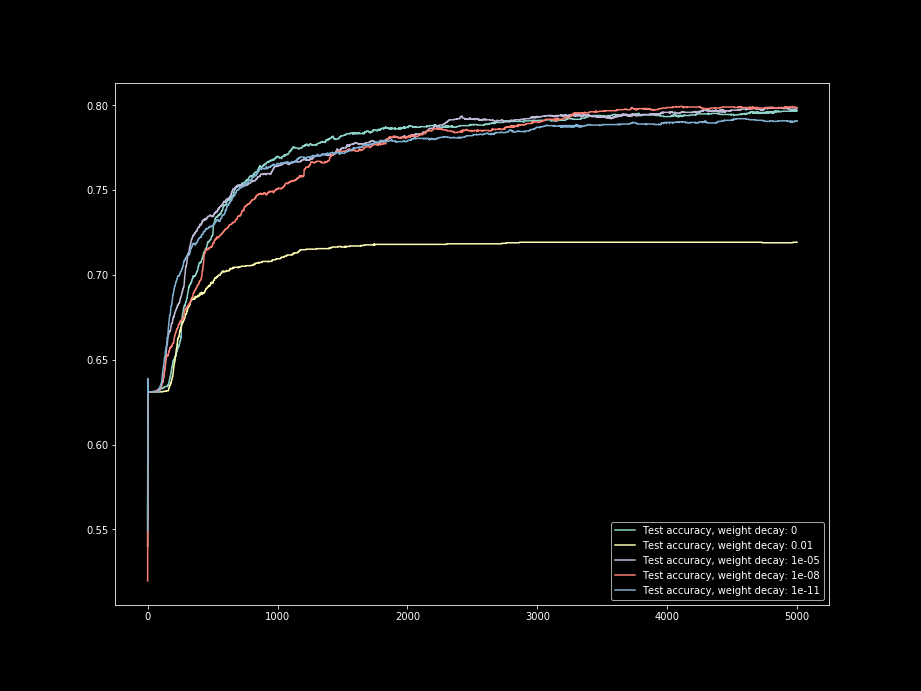 0.80
0.75
0.70
0.65
0.60
0.55
0
1000
2000
3000
4000
5000
Test accuracy, weight decay: 0
Test accuracy, weight decay: 0.01
Test accuracy, weight decay: 1e-05
Test accuracy, weight decay: 1e-08
Test accuracy, weight decay: 1e-11